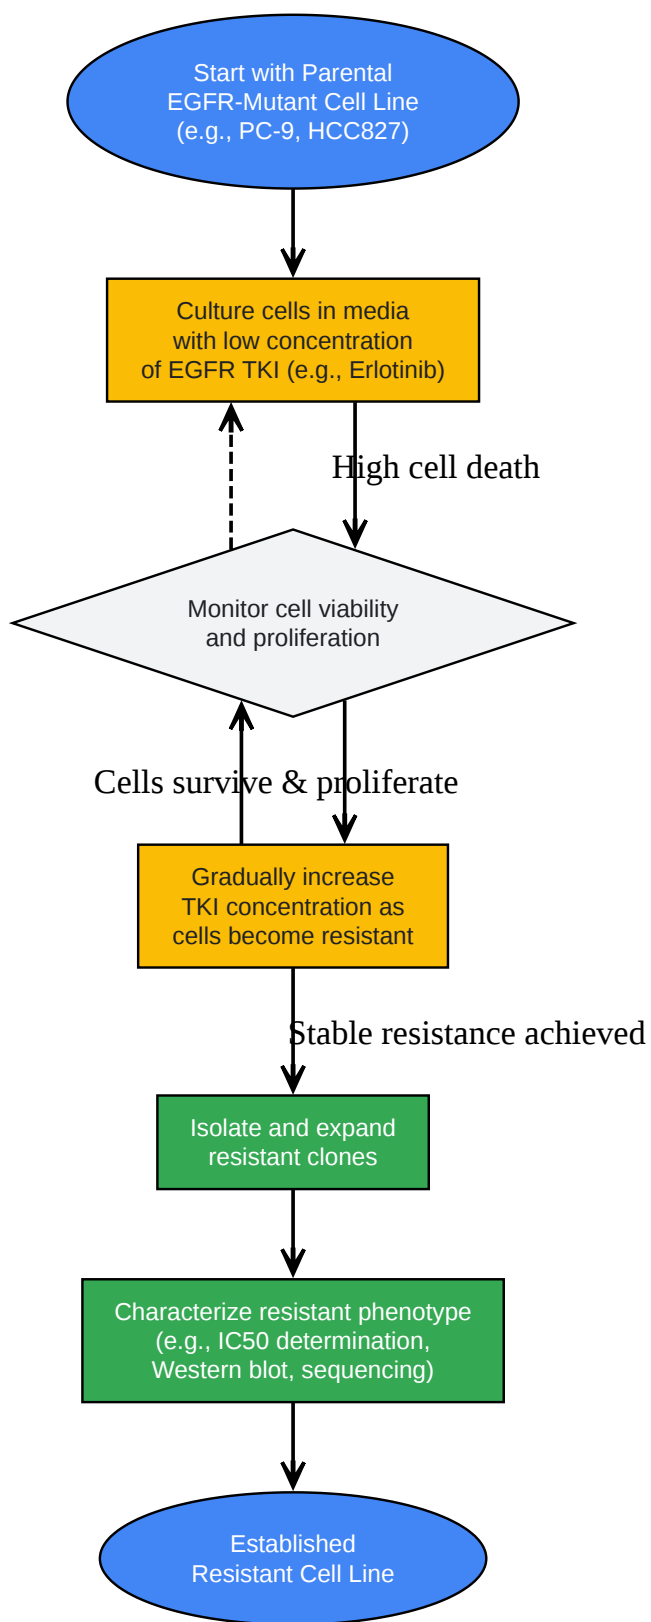 Start with Parental
EGFR-Mutant Cell Line
(e.g., PC-9, HCC827)
Culture cells in media
with low concentration
of EGFR TKI (e.g., Erlotinib)
High cell death
Monitor cell viability
and proliferation
Cells survive & proliferate
Gradually increase
TKI concentration as
cells become resistant
Stable resistance achieved
Isolate and expand
resistant clones
Characterize resistant phenotype
(e.g., IC50 determination,
Western blot, sequencing)
Established
Resistant Cell Line